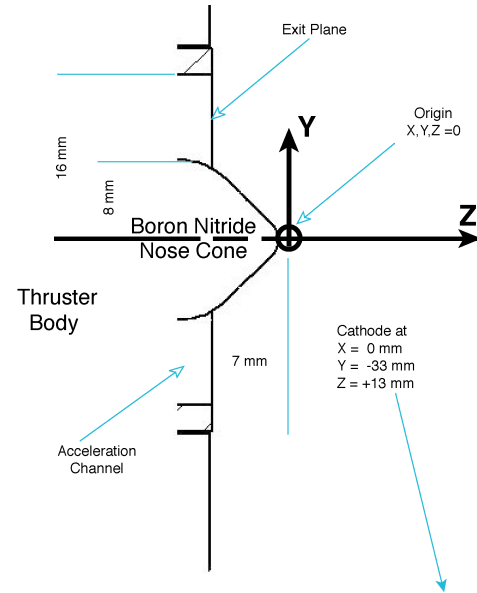 Exit Plane
Origin
X,Y,Z =0
Y
16 mm
8 mm
Z
Boron Nitride
Nose Cone
Thruster
Body
Cathode at
X = 0 mm
Y = -33 mm
Z = +13 mm
7 mm
Acceleration
Channel